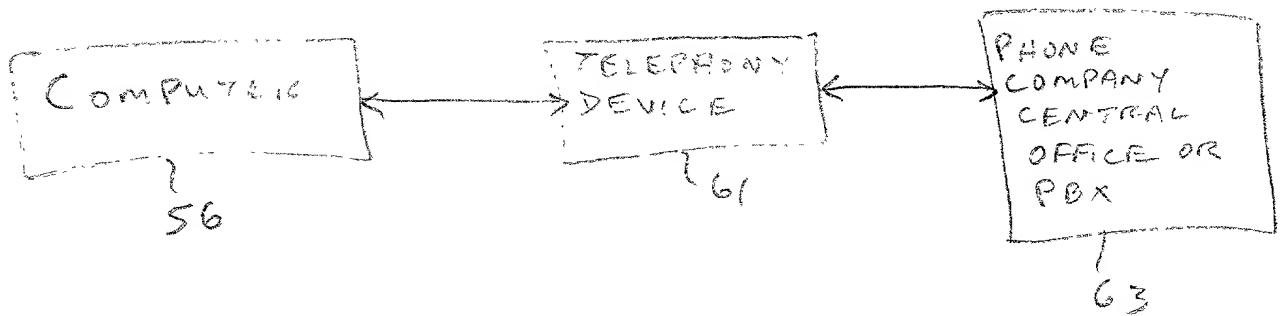 COMPUTER
56
TELEPHONY
DEVICE
61
PHONE
COMPANY
CENTRAL
OFFICE OR
PBX
63